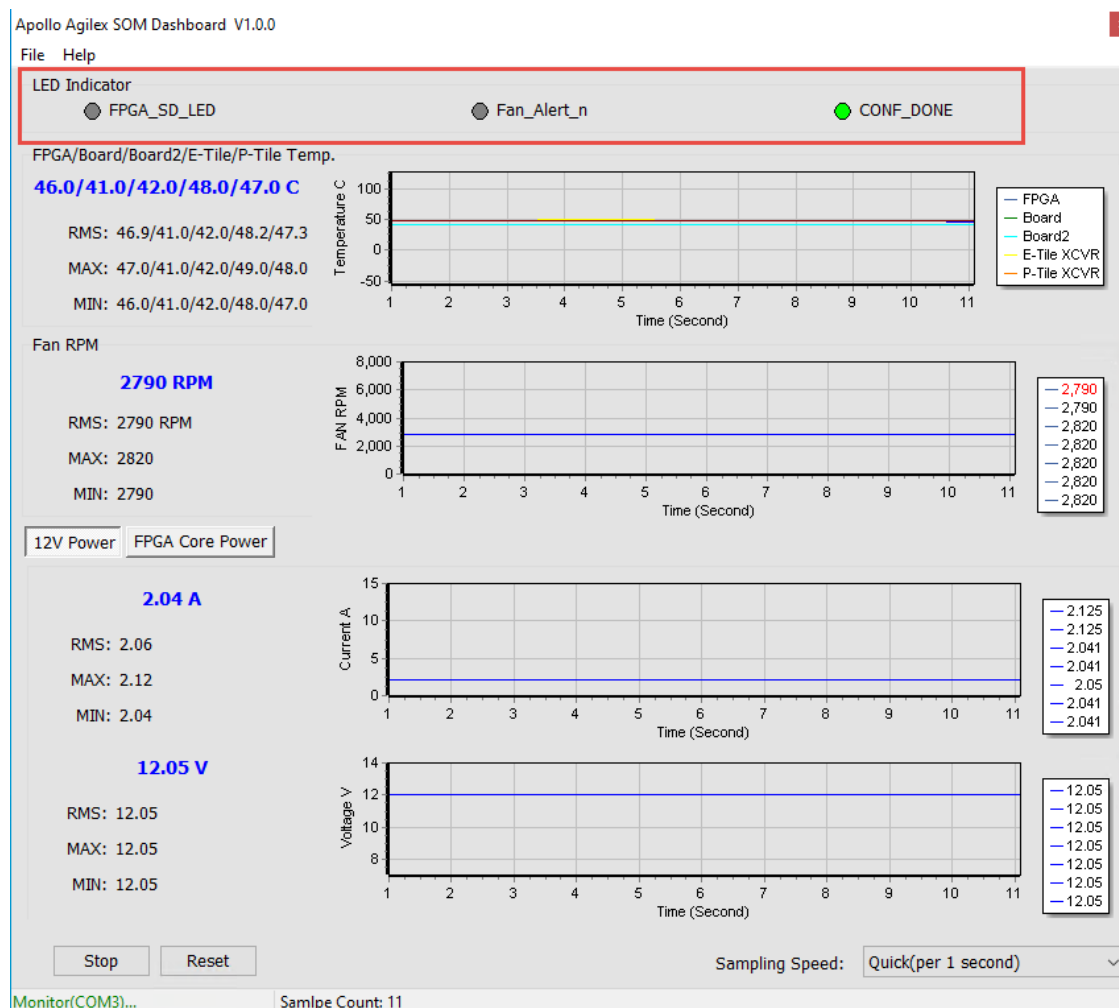 Apollo Agilex SOM Dashboard V1.0.0
File Help
LED Indicator
FPGA_SD_LED Fan_Alert_n CONF_DONE
FPGA/Board/Board2/E-Tile/P-Tile Temp.
46.0/41.0/42.0/48.0/47.0 C
RMS: 46.9/41.0/42.0/48.2/47.3
MAX: 47.0/41.0/42.0/49.0/48.0
MIN: 46.0/41.0/42.0/48.0/47.0
Temperature C
100
50
0
-50
1 2 3 4 5 6 7 8 9 10 11
Time (Second)
FPGA
Board
Board2
E-Tile XCVR
P-Tile XCVR
Fan RPM
2790 RPM
RMS: 2790 RPM
MAX: 2820
MIN: 2790
FAN RPM
8,000
6,000
4,000
2,000
0
1 2 3 4 5 6 7 8 9 10 11
Time (Second)
2,790
2,790
2,820
2,820
2,820
2,820
2,820
12V Power FPGA Core Power
2.04 A
RMS: 2.06
MAX: 2.12
MIN: 2.04
Current A
15
10
5
0
1 2 3 4 5 6 7 8 9 10 11
Time (Second)
2.125
2.125
2.041
2.041
2.05
2.041
2.041
12.05 V
RMS: 12.05
MAX: 12.05
MIN: 12.05
Voltage V
14
12
10
8
1 2 3 4 5 6 7 8 9 10 11
Time (Second)
12.05
12.05
12.05
12.05
12.05
12.05
12.05
Stop Reset Sampling Speed: Quick(per 1 second)
Monitor(COM3)... Samlpe Count: 11